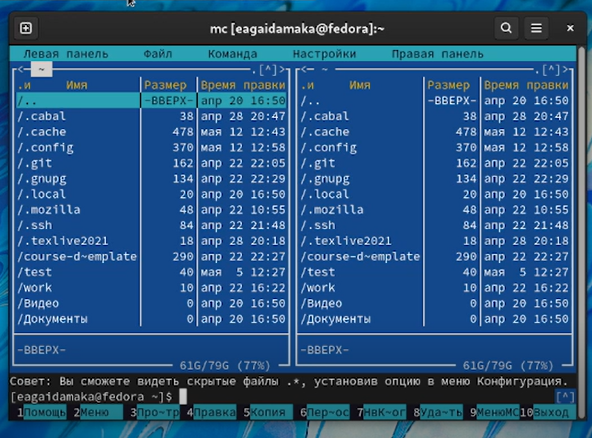 mc [eagaidamaka@fedora]:~
Левая панель Файл Команда Настройки Правая панель
<— ~ .[^]> <— ~ .[^]>
.и Имя Размер Время правки .и Имя Размер Время правки
/.. -ВВЕРХ- апр 20 16:50 /.. -ВВЕРХ- апр 20 16:50
/.cabal 38 апр 28 20:47 /.cabal 38 апр 28 20:47
/.cache 478 мая 12 12:43 /.cache 478 мая 12 12:43
/.config 370 мая 12 12:58 /.config 370 мая 12 12:58
/.git 162 апр 22 22:05 /.git 162 апр 22 22:05
/.gnupg 134 апр 22 22:29 /.gnupg 134 апр 22 22:29
/.local 20 апр 20 16:50 /.local 20 апр 20 16:50
/.mozilla 48 апр 22 10:55 /.mozilla 48 апр 22 10:55
/.ssh 84 апр 22 21:48 /.ssh 84 апр 22 21:48
/.texlive2021 18 апр 28 20:18 /.texlive2021 18 апр 28 20:18
/course-d~emplate 290 апр 22 22:27 /course-d~emplate 290 апр 22 22:27
/test 40 мая 5 12:27 /test 40 мая 5 12:27
/work 10 апр 22 16:22 /work 10 апр 22 16:22
/Видео 0 апр 20 16:50 /Видео 0 апр 20 16:50
/Документы 0 апр 20 16:50 /Документы 0 апр 20 16:50
-ВВЕРХ- -ВВЕРХ-
61G/79G (77%) 61G/79G (77%)
Совет: Вы сможете видеть скрытые файлы .*, установив опцию в меню Конфигурация.
[eagaidamaka@fedora ~]$ [^]
1Помощь 2Меню 3Про~тр 4Правка 5Копия 6Пер~ос 7НвК~ог 8Уда~ть 9МенюМС 10Выход